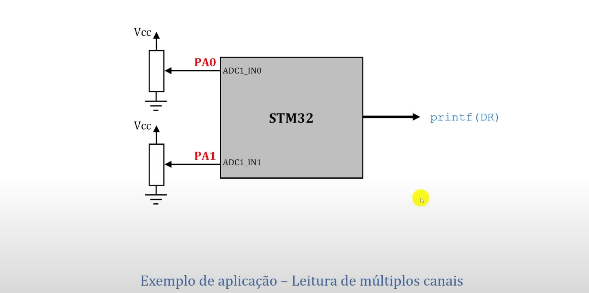 Vcc
PA0
ADC1_IN0
STM32
printf(DR)
Vcc
PA1
ADC1_IN1
Exemplo de aplicação – Leitura de múltiplos canais